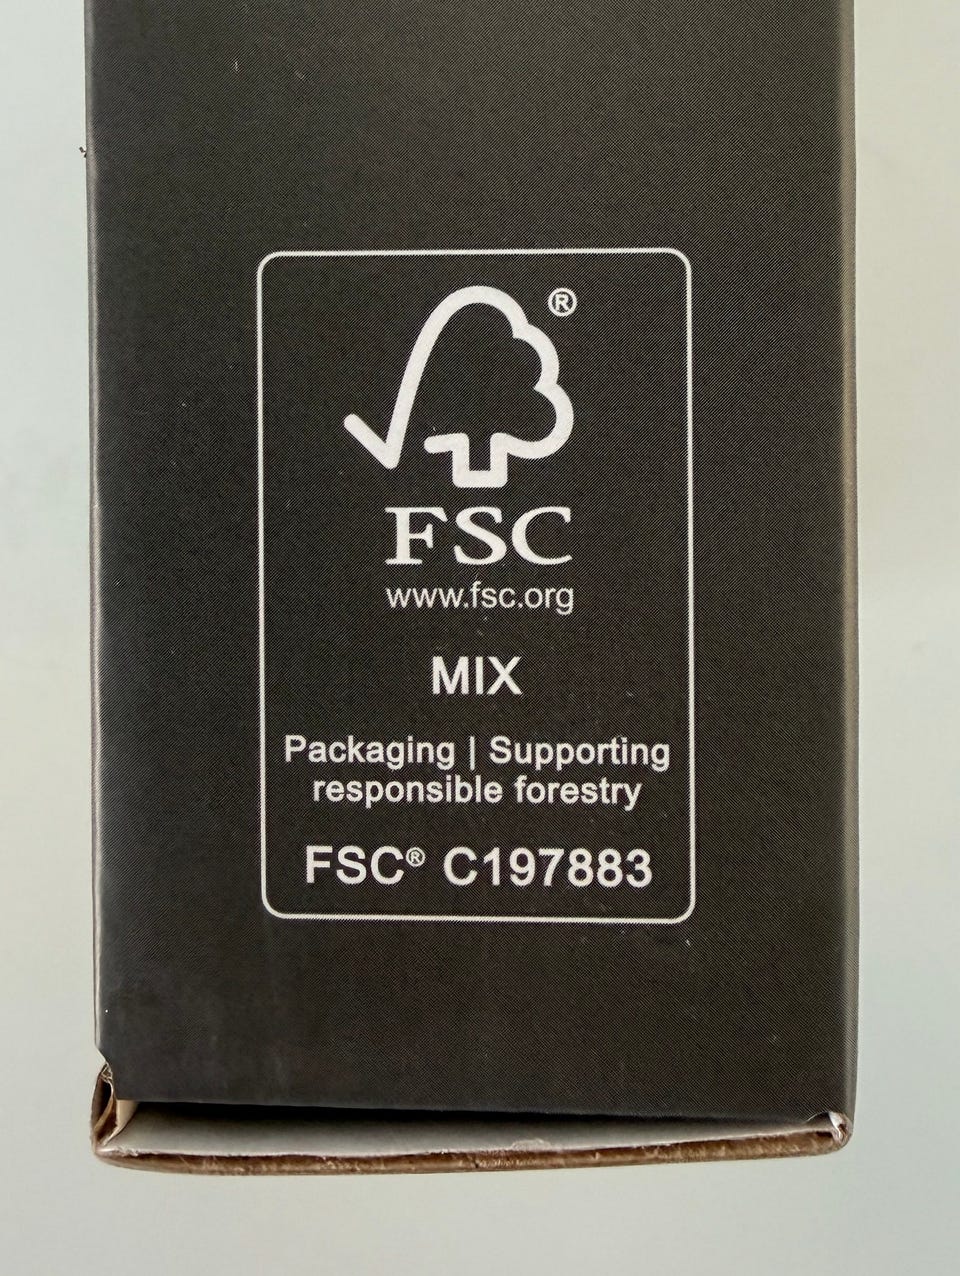 ®
FSC
www.fsc.org
MIX
Packaging | Supporting
responsible forestry
FSC® C197883